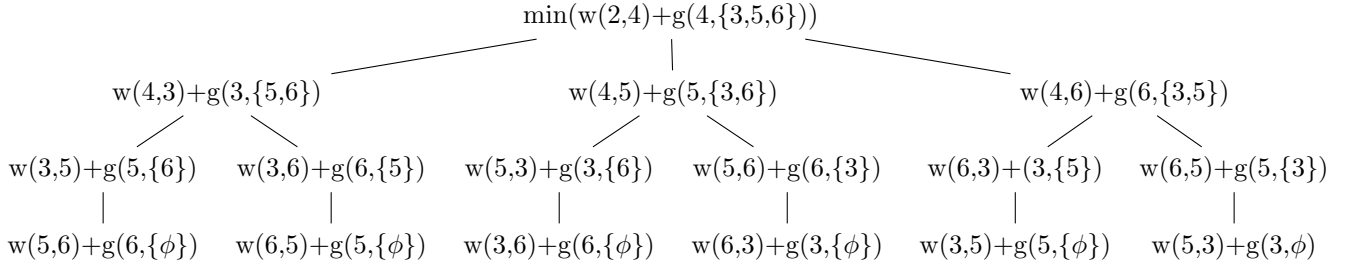 min(w(2,4)+g(4,{3,5,6}))
w(4,3)+g(3,{5,6}) w(4,5)+g(5,{3,6}) w(4,6)+g(6,{3,5})
w(3,5)+g(5,{6}) w(3,6)+g(6,{5}) w(5,3)+g(3,{6}) w(5,6)+g(6,{3}) w(6,3)+(3,{5}) w(6,5)+g(5,{3})
w(5,6)+g(6,{ϕ}) w(6,5)+g(5,{ϕ}) w(3,6)+g(6,{ϕ}) w(6,3)+g(3,{ϕ}) w(3,5)+g(5,{ϕ}) w(5,3)+g(3,ϕ)